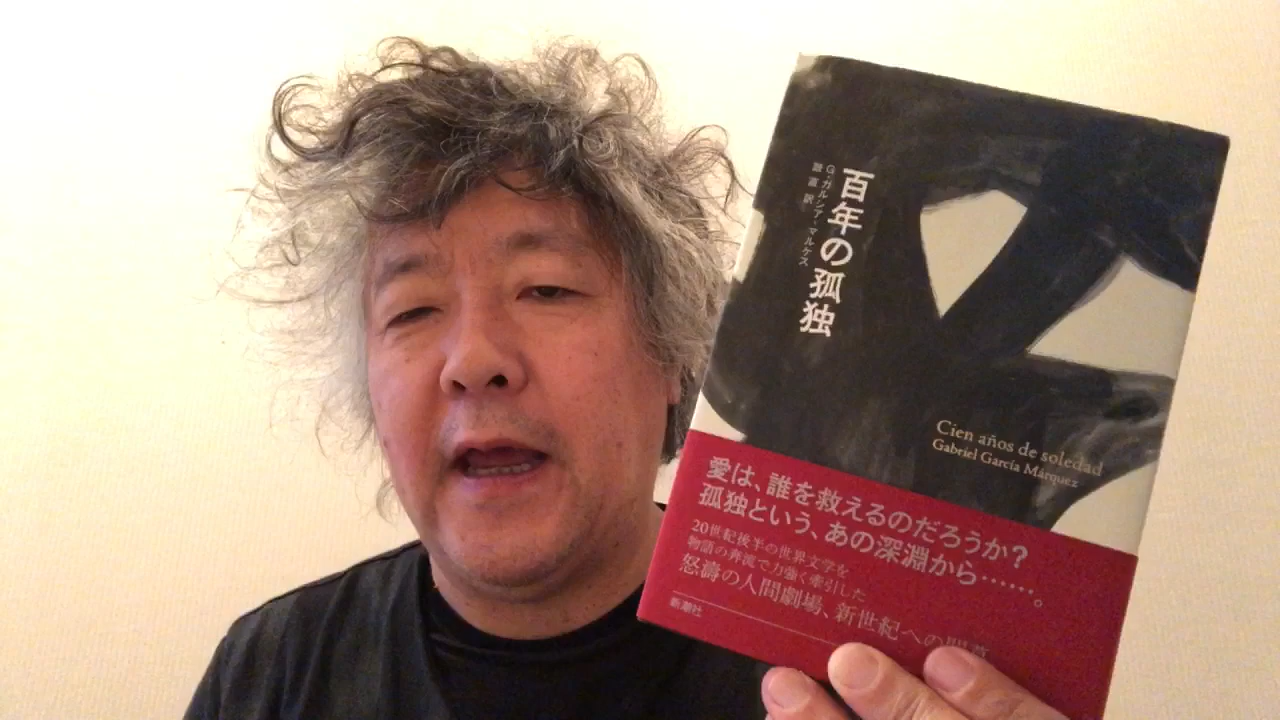 百年の孤独
G・ガルシア・マルケス
鼓 直 訳
Cien años de soledad
Gabriel García Márquez
愛は、誰を救えるのだろうか?
孤独という、あの深淵から……。
20世紀後半の世界文学を
物語の奔流で力強く牽引した
怒濤の人間劇場、新世紀への開幕
新潮社